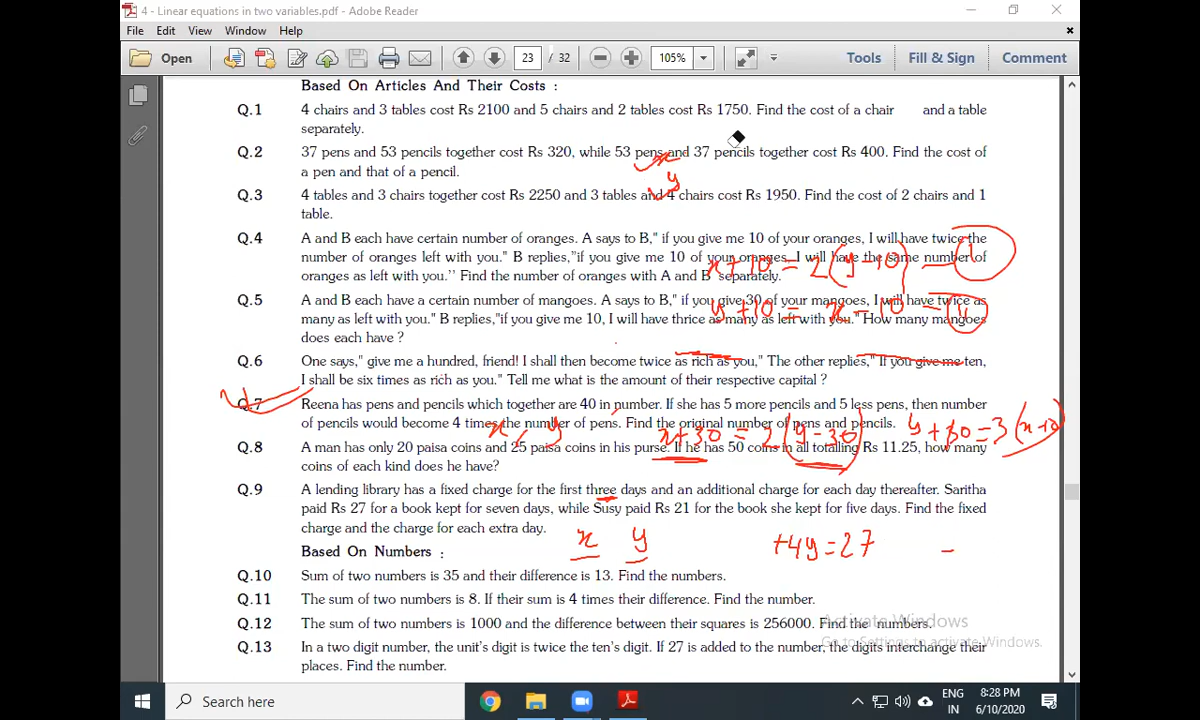 4 - Linear equations in two variables.pdf - Adobe Reader
File Edit View Window Help
Open 23 / 32 105% Tools Fill & Sign Comment
Based On Articles And Their Costs :
Q.1 4 chairs and 3 tables cost Rs 2100 and 5 chairs and 2 tables cost Rs 1750. Find the cost of a chair and a table
separately.
Q.2 37 pens and 53 pencils together cost Rs 320, while 53 pens and 37 pencils together cost Rs 400. Find the cost of
a pen and that of a pencil.
x
y
Q.3 4 tables and 3 chairs together cost Rs 2250 and 3 tables and 4 chairs cost Rs 1950. Find the cost of 2 chairs and 1
table.
Q.4 A and B each have certain number of oranges. A says to B," if you give me 10 of your oranges, I will have twice the
number of oranges left with you." B replies,"if you give me 10 of your oranges, I will have the same number of
oranges as left with you.'' Find the number of oranges with A and B separately.
x+10 = 2(y-10) — 1
Q.5 A and B each have a certain number of mangoes. A says to B," if you give 30 of your mangoes, I will have twice as
y+10 = x-10 — 11
many as left with you." B replies,"if you give me 10, I will have thrice as many as left with you." How many mangoes
does each have ?
Q.6 One says," give me a hundred, friend! I shall then become twice as rich as you," The other replies," If you give me ten,
I shall be six times as rich as you." Tell me what is the amount of their respective capital ?
Q.7 Reena has pens and pencils which together are 40 in number. If she has 5 more pencils and 5 less pens, then number
of pencils would become 4 times the number of pens. Find the original number of pens and pencils.
x, y x+30 = 2(y-30) y+30=3(x+10)
Q.8 A man has only 20 paisa coins and 25 paisa coins in his purse. If he has 50 coins in all totalling Rs 11.25, how many
coins of each kind does he have?
Q.9 A lending library has a fixed charge for the first three days and an additional charge for each day thereafter. Saritha
paid Rs 27 for a book kept for seven days, while Susy paid Rs 21 for the book she kept for five days. Find the fixed
charge and the charge for each extra day.
x y +4y=27
Based On Numbers :
Q.10 Sum of two numbers is 35 and their difference is 13. Find the numbers.
Q.11 The sum of two numbers is 8. If their sum is 4 times their difference. Find the number.
Q.12 The sum of two numbers is 1000 and the difference between their squares is 256000. Find the numbers.
Activate Windows
Go to Settings to activate Windows.
Q.13 In a two digit number, the unit's digit is twice the ten's digit. If 27 is added to the number, the digits interchange their
places. Find the number.
Search here ENG 8:28 PM
IN 6/10/2020